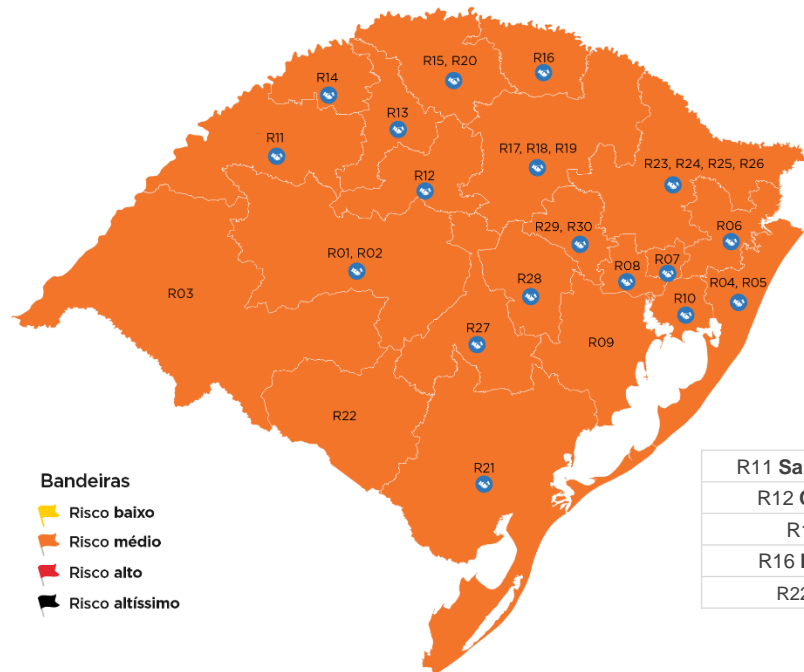 R16
R15, R20
R14
R13
R11
R17, R18, R19
R23, R24, R25, R26
R12
R29, R30
R06
R01, R02
R07
R08
R28
R04, R05
R03
R10
R27
R09
R22
R21
Bandeiras
Risco baixo
Risco médio
Risco alto
Risco altíssimo
R11
R12
R16
R22